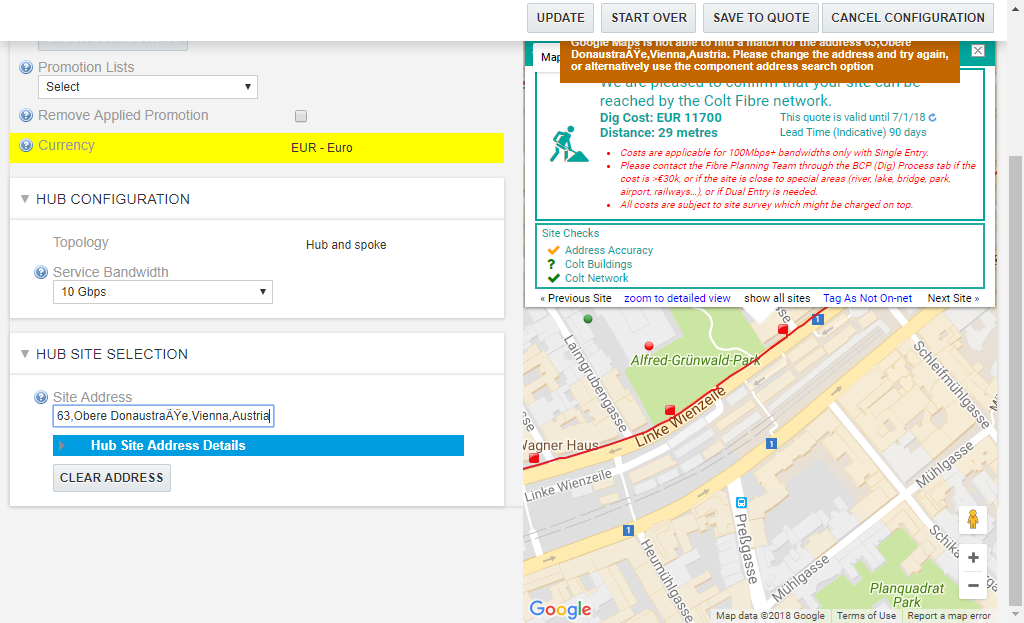 UPDATE
START OVER
SAVE TO QUOTE
CANCEL CONFIGURATION
Promotion Lists
Select
Remove Applied Promotion
Currency
EUR - Euro
HUB CONFIGURATION
Topology
Hub and spoke
Service Bandwidth
10 Gbps
HUB SITE SELECTION
Site Address
63,Obere DonaustraÃŸe,Vienna,Austria
Hub Site Address Details
CLEAR ADDRESS
Map
Google Maps is not able to find a match for the address 63,Obere
DonaustraÃŸe,Vienna,Austria. Please change the address and try again,
or alternatively use the component address search option
We are pleased to confirm that your site can be
reached by the Colt Fibre network.
Dig Cost: EUR 11700
This quote is valid until 7/1/18
Distance: 29 metres
Lead Time (Indicative) 90 days
Costs are applicable for 100Mbps+ bandwidths only with Single Entry.
Please contact the Fibre Planning Team through the BCP (Dig) Process tab if the
cost is >€30k, or if the site is close to special areas (river, lake, bridge, park,
airport, railways...), or if Dual Entry is needed.
All costs are subject to site survey which might be charged on top.
Site Checks
Address Accuracy
? Colt Buildings
Colt Network
« Previous Site
zoom to detailed view
show all sites
Tag As Not On-net
Next Site »
1
Laimgrubengasse
Alfred-Grünwald-Park
Schleifmühlgasse
Linke Wienzeile
Wagner Haus
1
Mühlgasse
Linke Wienzeile
Preßgasse
1
Heumühlgasse
Schika
Mühlgasse
Planquadrat
Park
Google
Map data ©2018 Google
Terms of Use
Report a map error